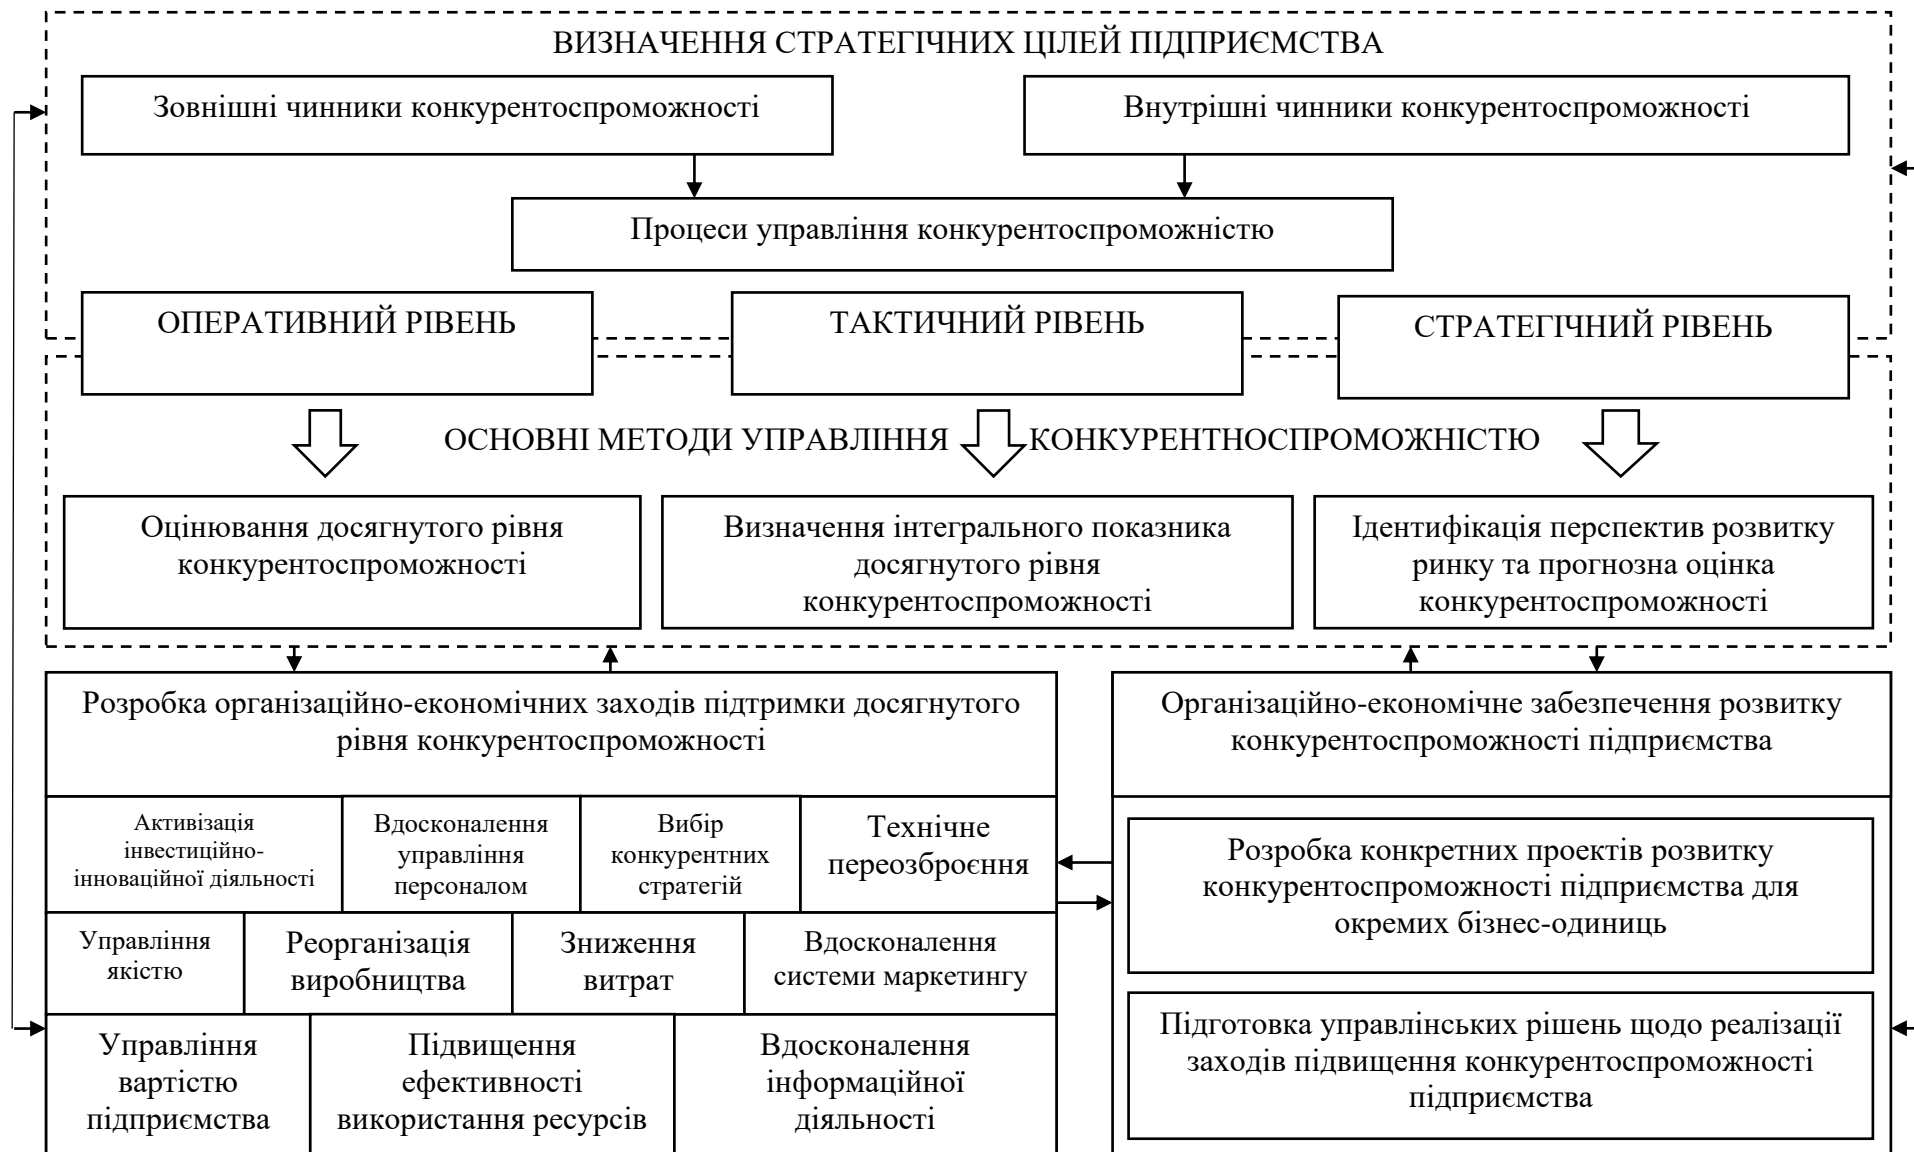 ВИЗНАЧЕННЯ СТРАТЕГІЧНИХ ЦІЛЕЙ ПІДПРИЄМСТВА
Зовнішні чинники конкурентоспроможності
Внутрішні чинники конкурентоспроможності
Процеси управління конкурентоспроможністю
ОПЕРАТИВНИЙ РІВЕНЬ
ТАКТИЧНИЙ РІВЕНЬ
СТРАТЕГІЧНИЙ РІВЕНЬ
ОСНОВНІ МЕТОДИ УПРАВЛІННЯ КОНКУРЕНТНОСПРОМОЖНІСТЮ
Оцінювання досягнутого рівня
конкурентоспроможності
Визначення інтегрального показника
досягнутого рівня
конкурентоспроможності
Ідентифікація перспектив розвитку
ринку та прогнозна оцінка
конкурентоспроможності
Розробка організаційно-економічних заходів підтримки досягнутого
рівня конкурентоспроможності
Організаційно-економічне забезпечення розвитку
конкурентоспроможності підприємства
Активізація
інвестиційно-
інноваційної діяльності
Вдосконалення
управління
персоналом
Вибір
конкурентних
стратегій
Технічне
переозброєння
Управління
якістю
Реорганізація
виробництва
Зниження
витрат
Вдосконалення
системи маркетингу
Управління
вартістю
підприємства
Підвищення
ефективності
використання ресурсів
Вдосконалення
інформаційної
діяльності
Розробка конкретних проектів розвитку
конкурентоспроможності підприємства для
окремих бізнес-одиниць
Підготовка управлінських рішень щодо реалізації
заходів підвищення конкурентоспроможності
підприємства